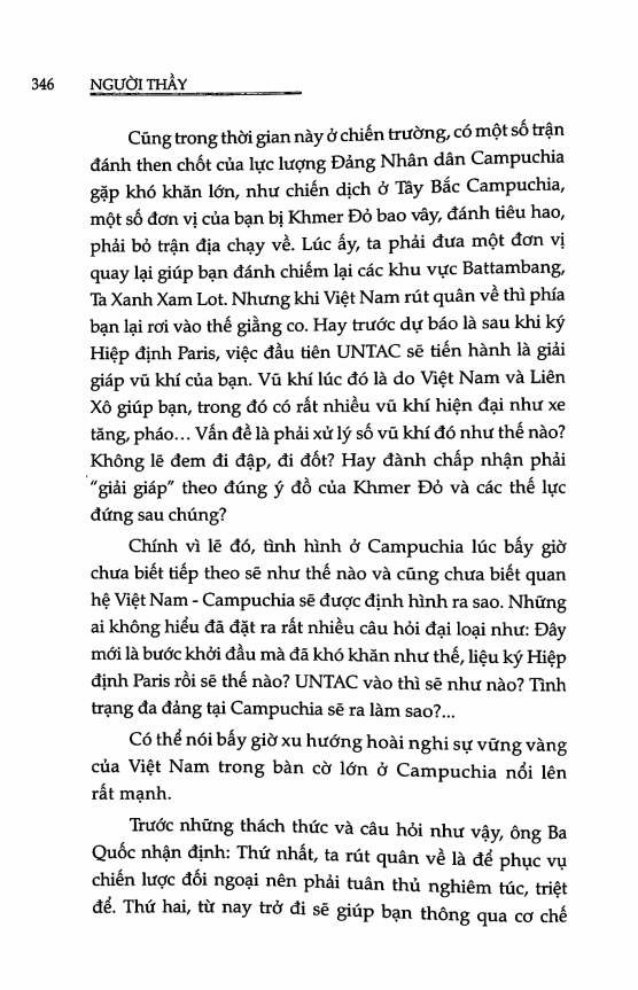 346 NGƯỜI THẦY
Cũng trong thời gian này ở chiến trường, có một số trận
đánh then chốt của lực lượng Đảng Nhân dân Campuchia
gặp khó khăn lớn, như chiến dịch ở Tây Bắc Campuchia,
một số đơn vị của bạn bị Khmer Đỏ bao vây, đánh tiêu hao,
phải bỏ trận địa chạy về. Lúc ấy, ta phải đưa một đơn vị
quay lại giúp bạn đánh chiếm lại các khu vực Battambang,
Ta Xanh Xam Lot. Nhưng khi Việt Nam rút quân về thì phía
bạn lại rơi vào thế giằng co. Hay trước dự báo là sau khi ký
Hiệp định Paris, việc đầu tiên UNTAC sẽ tiến hành là giải
giáp vũ khí của bạn. Vũ khí lúc đó là do Việt Nam và Liên
Xô giúp bạn, trong đó có rất nhiều vũ khí hiện đại như xe
tăng, pháo... Vấn đề là phải xử lý số vũ khí đó như thế nào?
Không lẽ đem đi đập, đi đốt? Hay đành chấp nhận phải
"giải giáp" theo đúng ý đồ của Khmer Đỏ và các thế lực
đứng sau chúng?
Chính vì lẽ đó, tình hình ở Campuchia lúc bấy giờ
chưa biết tiếp theo sẽ như thế nào và cũng chưa biết quan
hệ Việt Nam - Campuchia sẽ được định hình ra sao. Những
ai không hiểu đã đặt ra rất nhiều câu hỏi đại loại như: Đây
mới là bước khởi đầu mà đã khó khăn như thế, liệu ký Hiệp
định Paris rồi sẽ thế nào? UNTAC vào thì sẽ như nào? Tình
trạng đa đảng tại Campuchia sẽ ra làm sao?...
Có thể nói bấy giờ xu hướng hoài nghi sự vững vàng
của Việt Nam trong bàn cờ lớn ở Campuchia nổi lên
rất mạnh.
Trước những thách thức và câu hỏi như vậy, ông Ba
Quốc nhận định: Thứ nhất, ta rút quân về là để phục vụ
chiến lược đối ngoại nên phải tuân thủ nghiêm túc, triệt
để. Thứ hai, từ nay trở đi sẽ giúp bạn thông qua cơ chế